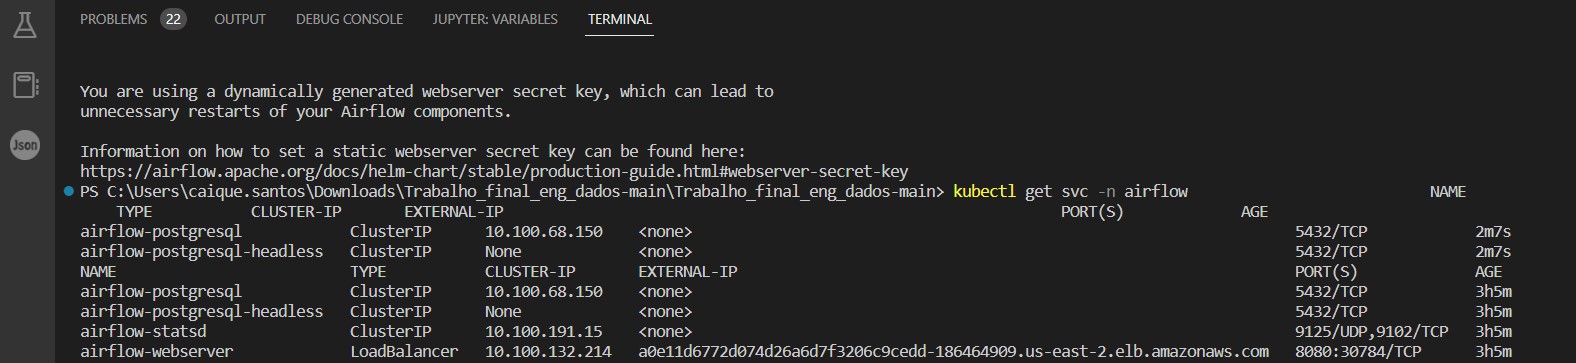 PROBLEMS 22 OUTPUT DEBUG CONSOLE JUPYTER: VARIABLES TERMINAL
You are using a dynamically generated webserver secret key, which can lead to
unnecessary restarts of your Airflow components.
Information on how to set a static webserver secret key can be found here:
Json
https://airflow.apache.org/docs/helm-chart/stable/production-guide.html#webserver-secret-key
PS C:\Users\caique.santos\Downloads\Trabalho_final_eng_dados-main\Trabalho_final_eng_dados-main> kubectl get svc -n airflow NAME
TYPE CLUSTER-IP EXTERNAL-IP PORT(S) AGE
airflow-postgresql ClusterIP 10.100.68.150 <none> 5432/TCP 2m7s
airflow-postgresql-headless ClusterIP None <none> 5432/TCP 2m7s
NAME TYPE CLUSTER-IP EXTERNAL-IP PORT(S) AGE
airflow-postgresql ClusterIP 10.100.68.150 <none> 5432/TCP 3h5m
airflow-postgresql-headless ClusterIP None <none> 5432/TCP 3h5m
airflow-statsd ClusterIP 10.100.191.15 <none> 9125/UDP,9102/TCP 3h5m
airflow-webserver LoadBalancer 10.100.132.214 a0e11d6772d074d26a6d7f3206c9cedd-186464909.us-east-2.elb.amazonaws.com 8080:30784/TCP 3h5m